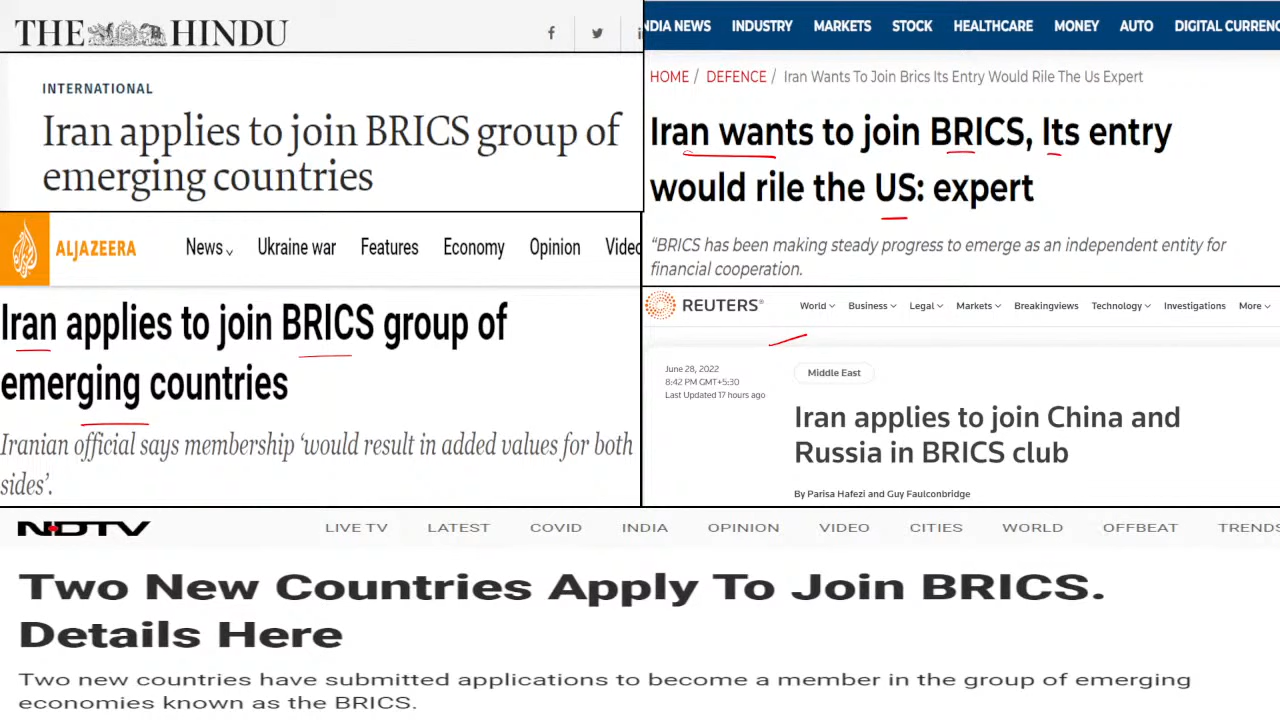 THE HINDU
INTERNATIONAL
Iran applies to join BRICS group of
emerging countries
NDIA NEWS INDUSTRY MARKETS STOCK HEALTHCARE MONEY AUTO DIGITAL CURRENC
HOME / DEFENCE / Iran Wants To Join Brics Its Entry Would Rile The Us Expert
Iran wants to join BRICS, Its entry
would rile the US: expert
“BRICS has been making steady progress to emerge as an independent entity for
financial cooperation.
ALJAZEERA News Ukraine war Features Economy Opinion Video
Iran applies to join BRICS group of
emerging countries
Iranian official says membership ‘would result in added values for both
sides’.
REUTERS® World Business Legal Markets Breakingviews Technology Investigations More
June 28, 2022
8:42 PM GMT+5:30
Last Updated 17 hours ago
Middle East
Iran applies to join China and
Russia in BRICS club
By Parisa Hafezi and Guy Faulconbridge
NDTV LIVE TV LATEST COVID INDIA OPINION VIDEO CITIES WORLD OFFBEAT TRENDS
Two New Countries Apply To Join BRICS.
Details Here
Two new countries have submitted applications to become a member in the group of emerging
economies known as the BRICS.